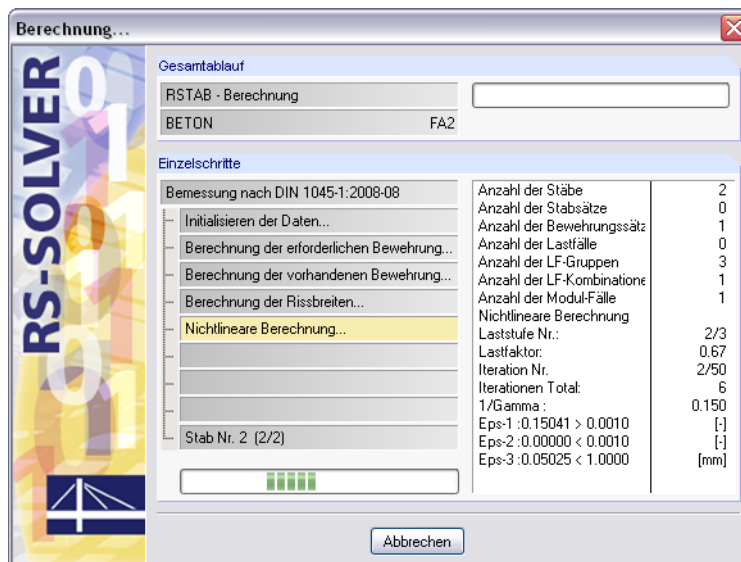 Berechnung...
RS-SOLVER
Gesamtablauf
RSTAB - Berechnung
BETON FA2
Einzelschritte
Bemessung nach DIN 1045-1:2008-08
Initialisieren der Daten...
Berechnung der erforderlichen Bewehrung...
Berechnung der vorhandenen Bewehrung...
Berechnung der Rissbreiten...
Nichtlineare Berechnung...
Stab Nr. 2 (2/2)
Anzahl der Stäbe 2
Anzahl der Stabsätze 0
Anzahl der Bewehrungssätz 1
Anzahl der Lastfälle 0
Anzahl der LF-Gruppen 3
Anzahl der LF-Kombinatione 1
Anzahl der Modul-Fälle 1
Nichtlineare Berechnung
Laststufe Nr.: 2/3
Lastfaktor: 0.67
Iteration Nr. 2/50
Iterationen Total: 6
1/Gamma : 0.150
Eps-1 :0.15041 > 0.0010 [-]
Eps-2 :0.00000 < 0.0010 [-]
Eps-3 :0.05025 < 1.0000 [mm]
Abbrechen